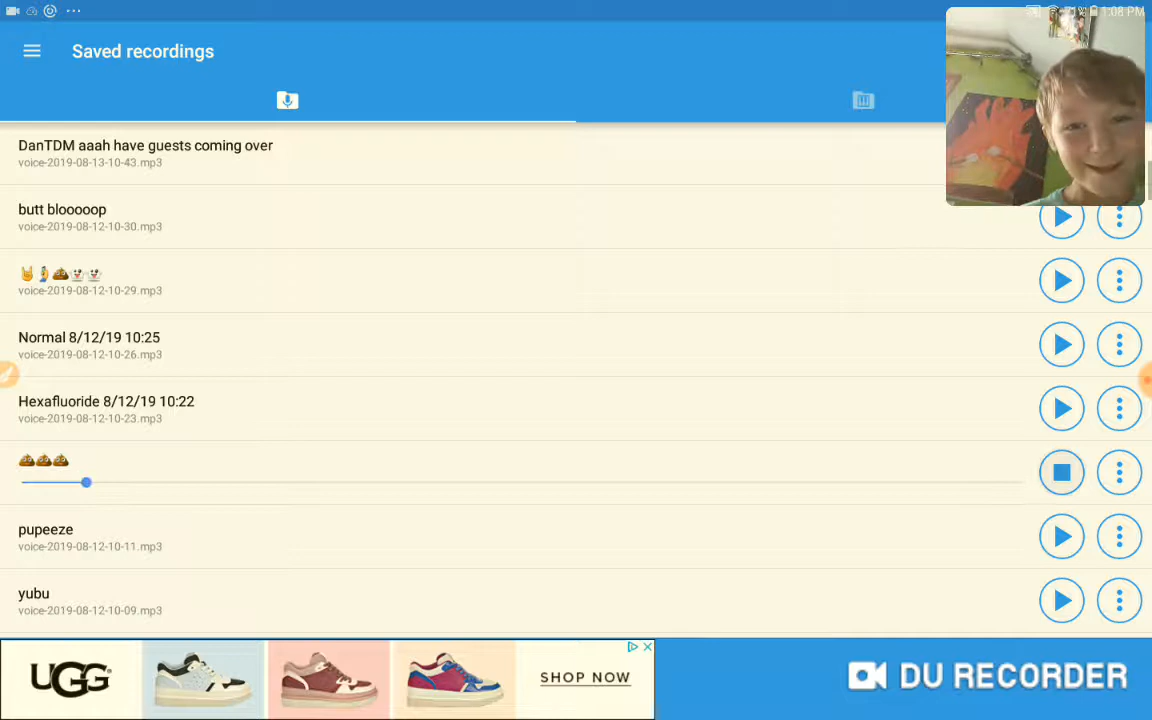 71% 1:08 PM
Saved recordings
DanTDM aaah have guests coming over
voice-2019-08-13-10-43.mp3
butt blooooop
voice-2019-08-12-10-30.mp3
🤘🤰💩🐩🐩
voice-2019-08-12-10-29.mp3
Normal 8/12/19 10:25
voice-2019-08-12-10-26.mp3
Hexafluoride 8/12/19 10:22
voice-2019-08-12-10-23.mp3
💩💩💩
pupeeze
voice-2019-08-12-10-11.mp3
yubu
voice-2019-08-12-10-09.mp3
UGG
SHOP NOW
DU RECORDER